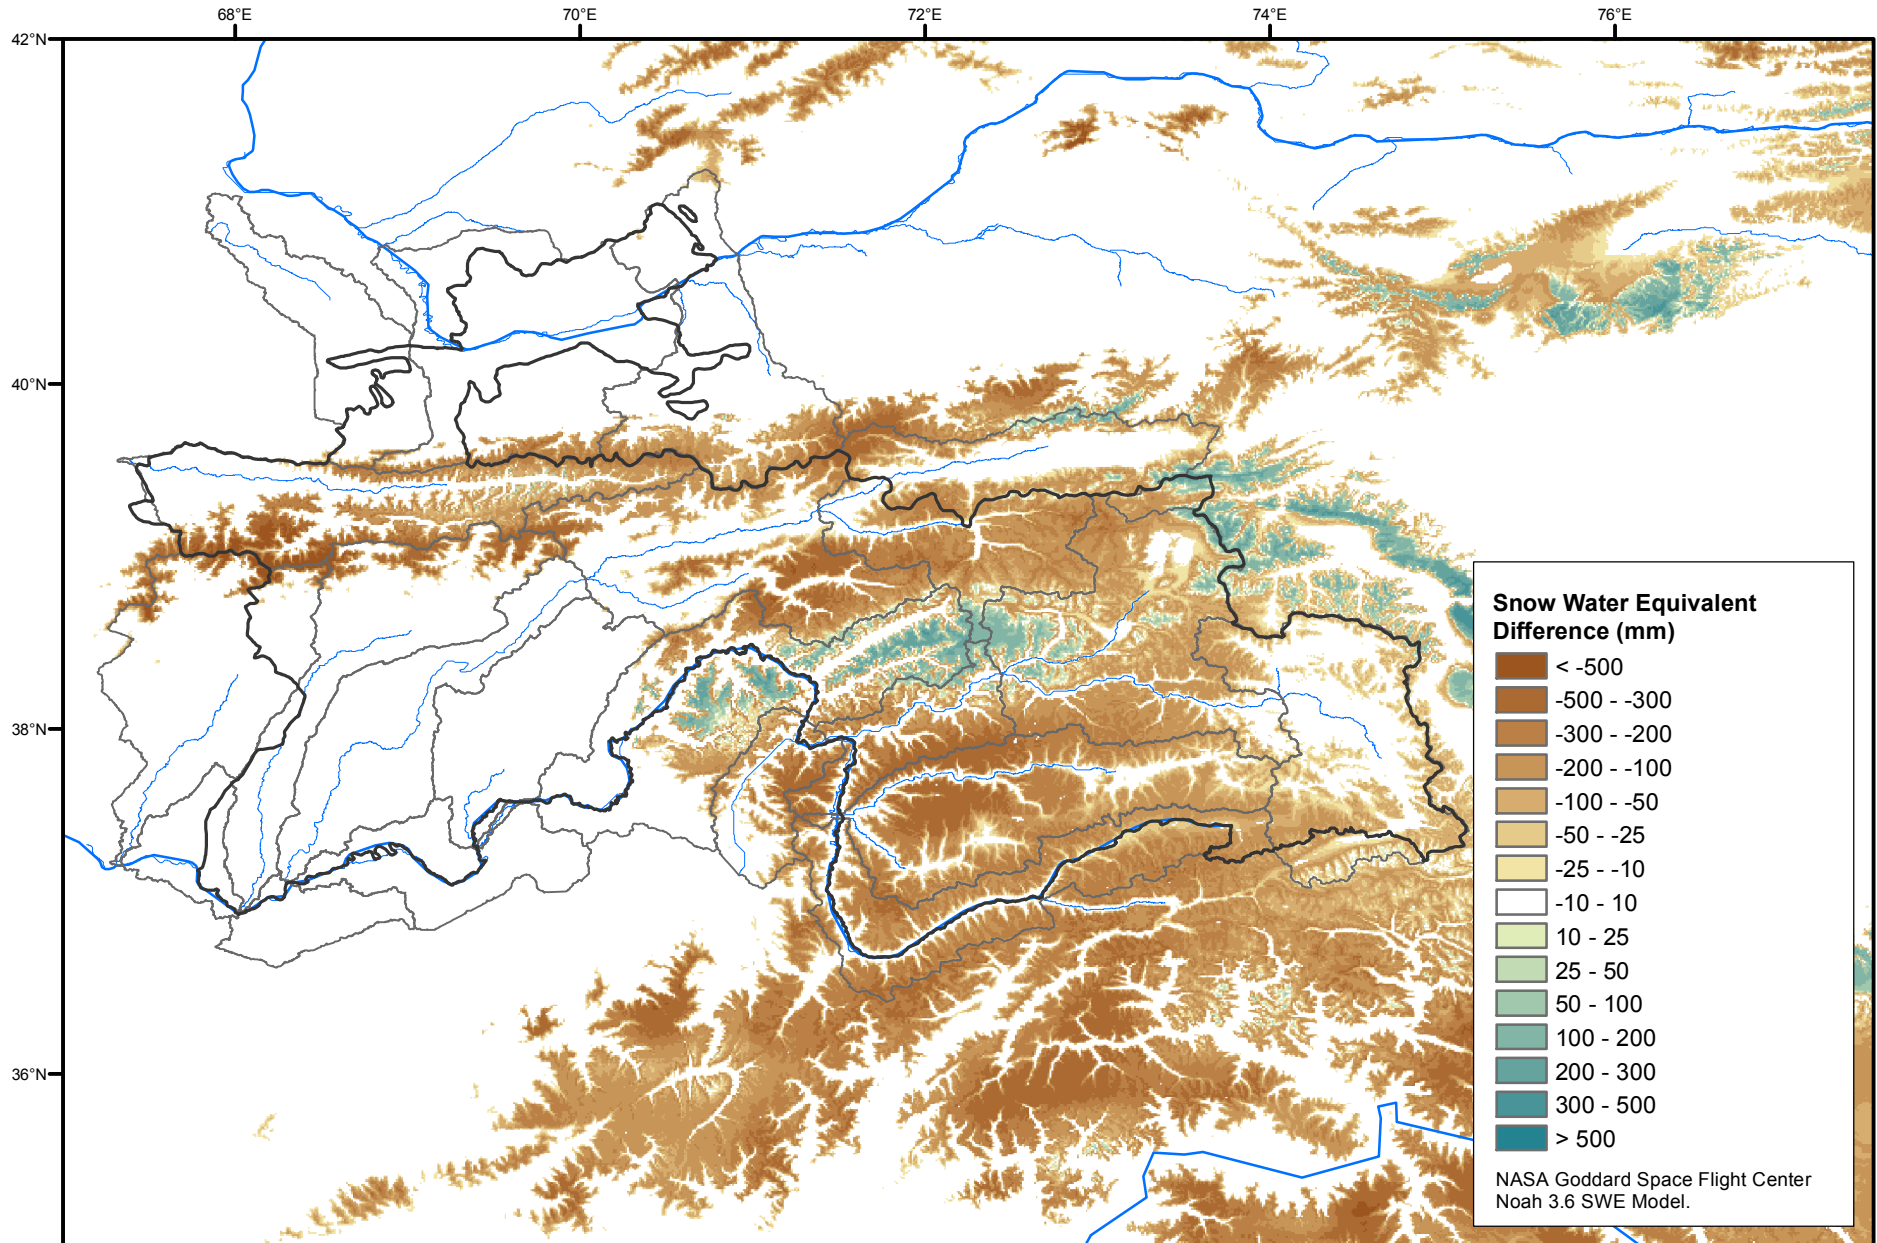 68°E 70°E 72°E 74°E 76°E
42°N
40°N
38°N
36°N
Snow Water Equivalent
Difference (mm)
< -500
-500 - -300
-300 - -200
-200 - -100
-100 - -50
-50 - -25
-25 - -10
-10 - 10
10 - 25
25 - 50
50 - 100
100 - 200
200 - 300
300 - 500
> 500
NASA Goddard Space Flight Center
Noah 3.6 SWE Model.